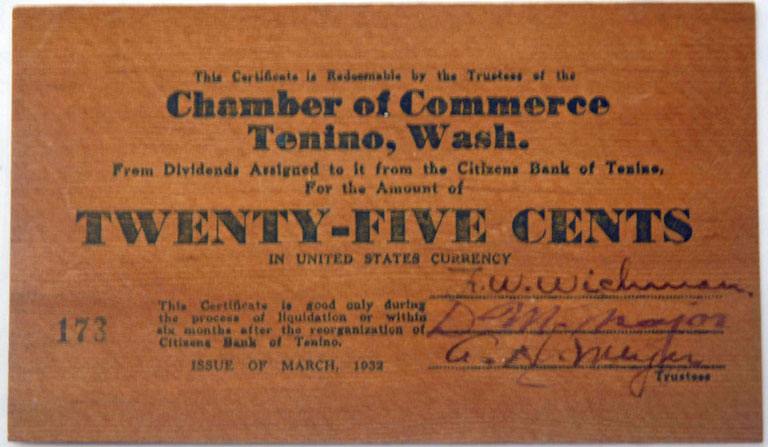 This Certificate is Redeemable by the Trustees of the
Chamber of Commerce
Tenino, Wash.
From Dividends Assigned to it from the Citizens Bank of Tenino,
For the Amount of
TWENTY-FIVE CENTS
IN UNITED STATES CURRENCY
173
This Certificate is good only during
the process of liquidation or within
six months after the reorganization of
Citizens Bank of Tenino.
ISSUE OF MARCH, 1932
F. W. Wichman.
D. M. Major
A. H. Meyer
Trustees